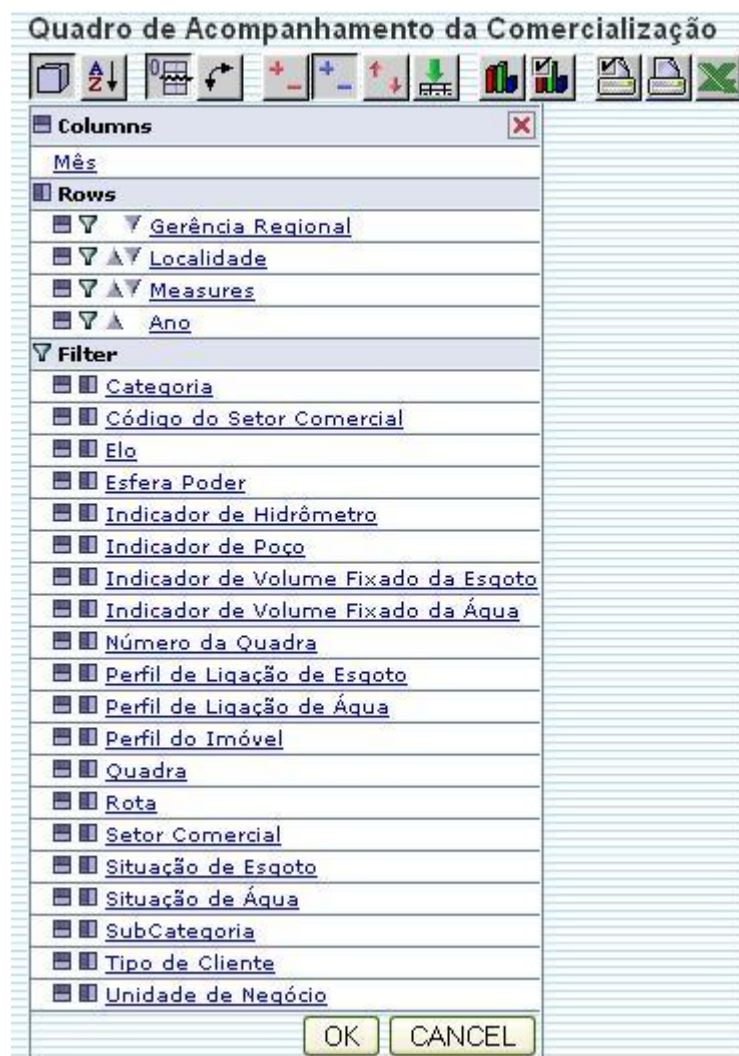 Quadro de Acompanhamento da Comercialização
Columns
Mês
Rows
Gerência Regional
Localidade
Measures
Ano
Filter
Categoria
Código do Setor Comercial
Elo
Esfera Poder
Indicador de Hidrômetro
Indicador de Poço
Indicador de Volume Fixado da Esgoto
Indicador de Volume Fixado da Água
Número da Quadra
Perfil de Ligação de Esgoto
Perfil de Ligação de Água
Perfil do Imóvel
Quadra
Rota
Setor Comercial
Situação de Esgoto
Situação de Água
SubCategoria
Tipo de Cliente
Unidade de Negócio
OK CANCEL